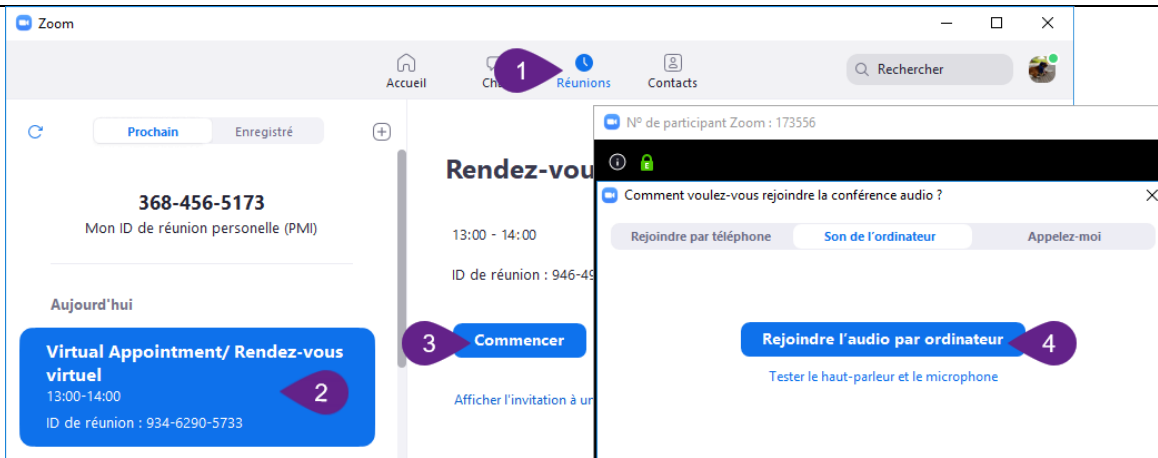 Zoom
Accueil
Réunions
Contacts
Rechercher
1
Prochain
Enregistré
368-456-5173
Mon ID de réunion personelle (PMI)
Aujourd'hui
Virtual Appointment/ Rendez-vous
virtuel
13:00-14:00
ID de réunion : 934-6290-5733
2
Rendez-vou
13:00 - 14:00
ID de réunion : 946-49
3
Commencer
Afficher l'invitation à un
Nº de participant Zoom : 173556
Comment voulez-vous rejoindre la conférence audio ?
Rejoindre par téléphone
Son de l'ordinateur
Appelez-moi
Rejoindre l'audio par ordinateur
4
Tester le haut-parleur et le microphone